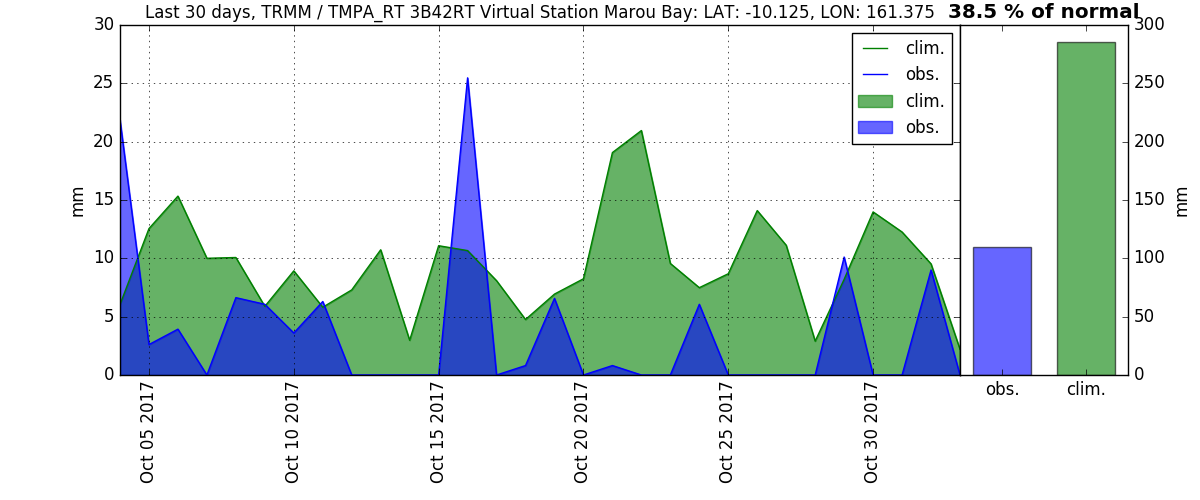 Last 30 days, TRMM / TMPA_RT 3B42RT Virtual Station Marou Bay: LAT: -10.125, LON: 161.375 38.5 % of normal
30
25
20
15
10
5
0
mm
clim.
obs.
clim.
obs.
300
250
200
150
100
50
0
mm
Oct 05 2017
Oct 10 2017
Oct 15 2017
Oct 20 2017
Oct 25 2017
Oct 30 2017
obs.
clim.